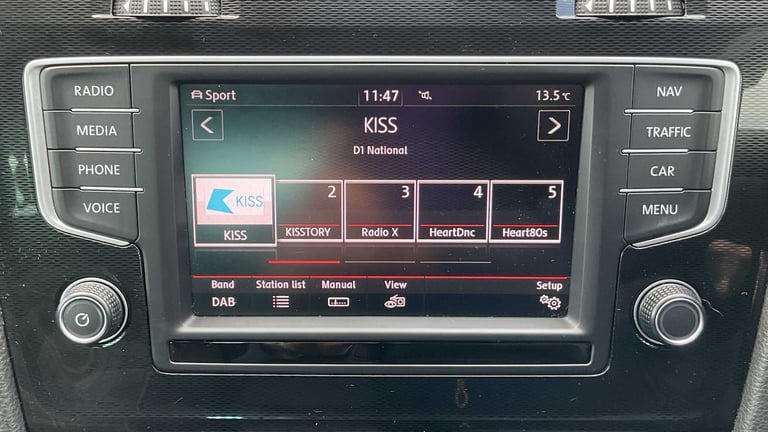 RADIO
MEDIA
PHONE
VOICE
Sport 11:47 13.5°C
KISS
D1 National
KISS 2 3 4 5
KISS KISSTORY Radio X HeartDnc Heart80s
Band Station list Manual View Setup
DAB
NAV
TRAFFIC
CAR
MENU